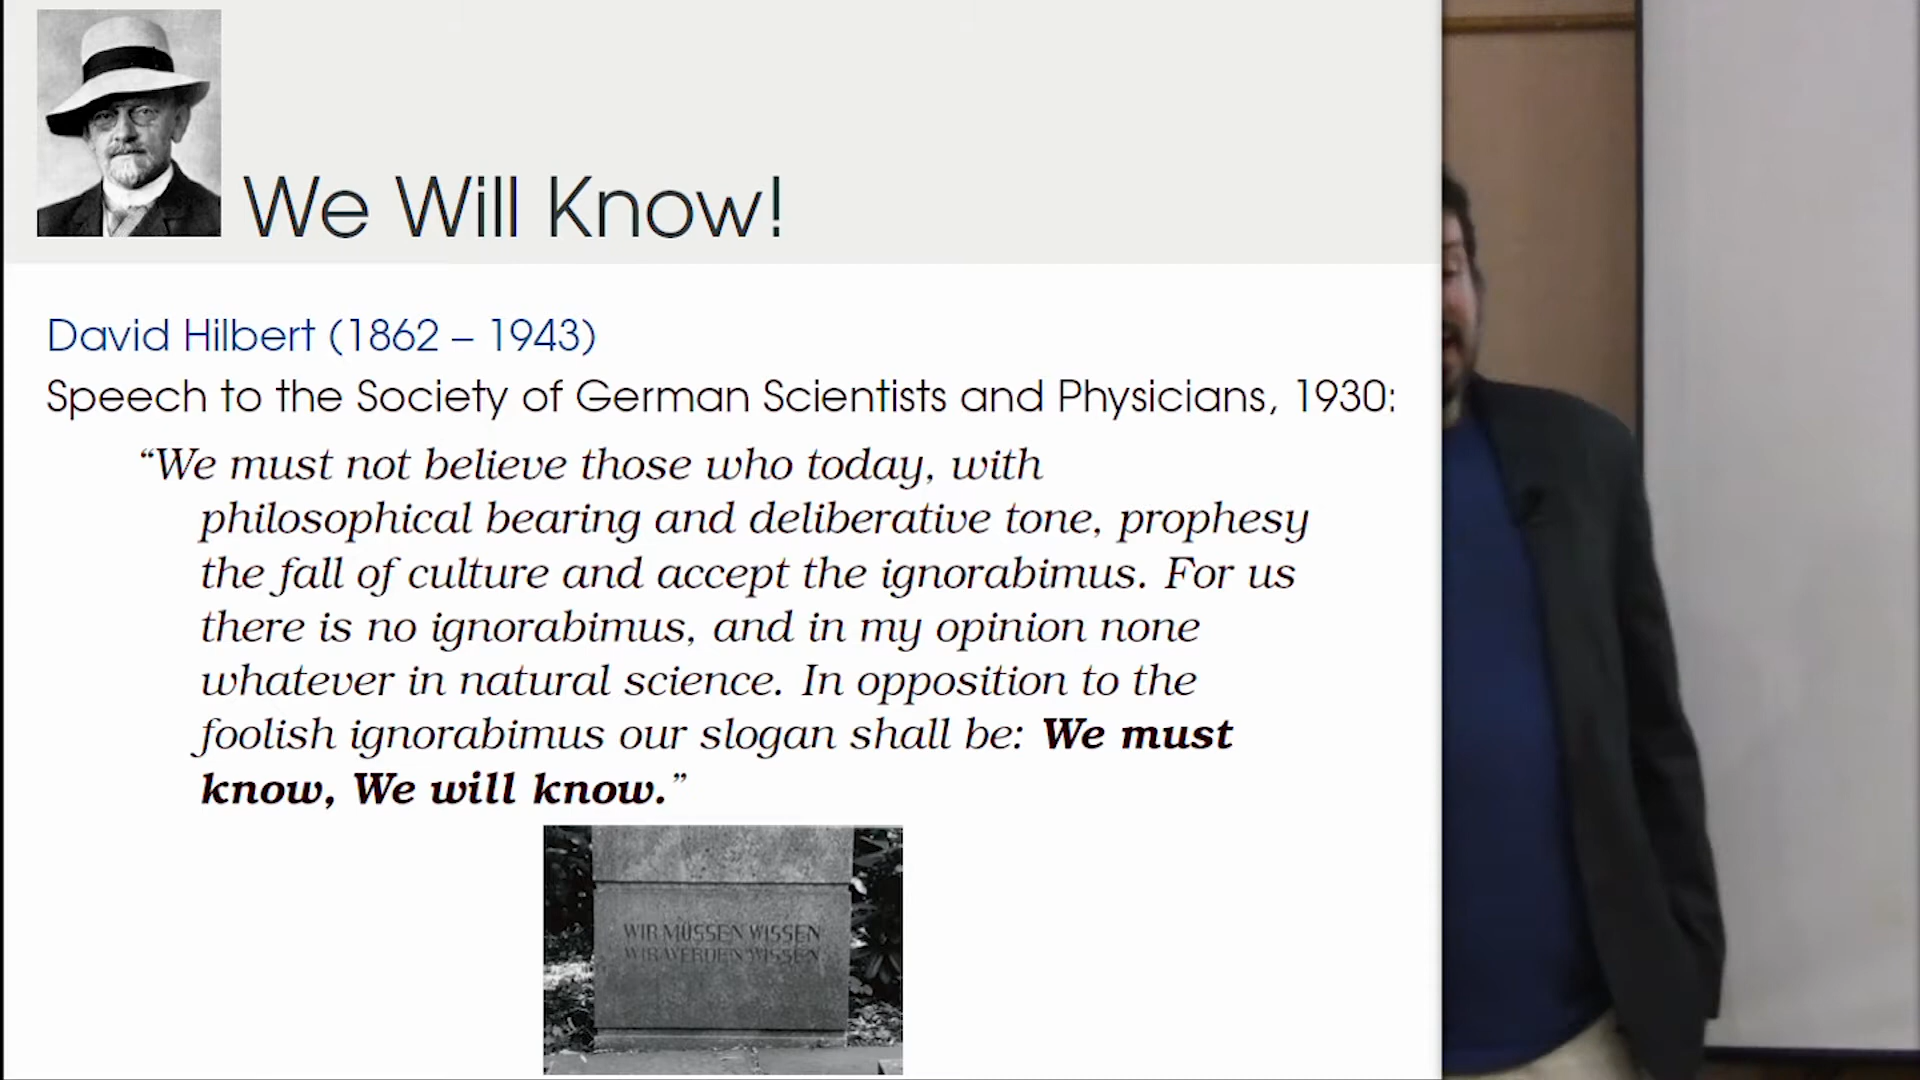 We Will Know!
David Hilbert (1862 – 1943)
Speech to the Society of German Scientists and Physicians, 1930:
“We must not believe those who today, with
philosophical bearing and deliberative tone, prophesy
the fall of culture and accept the ignorabimus. For us
there is no ignorabimus, and in my opinion none
whatever in natural science. In opposition to the
foolish ignorabimus our slogan shall be: We must
know, We will know.”
WIR MÜSSEN WISSEN
WIR WERDEN WISSEN